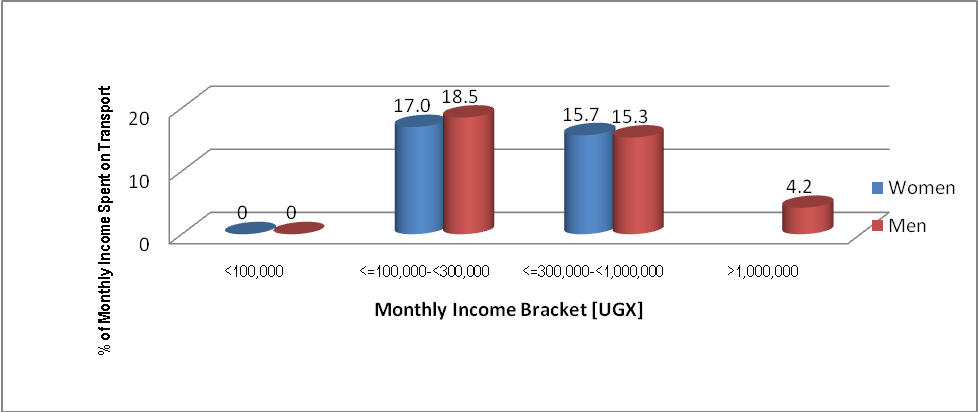 % of Monthly Income Spent on Transport
20
10
0
0 0
17.0 18.5
15.7 15.3
4.2
<100,000 <=100,000-<300,000 <=300,000-<1,000,000 >1,000,000
Monthly Income Bracket [UGX]
Women
Men